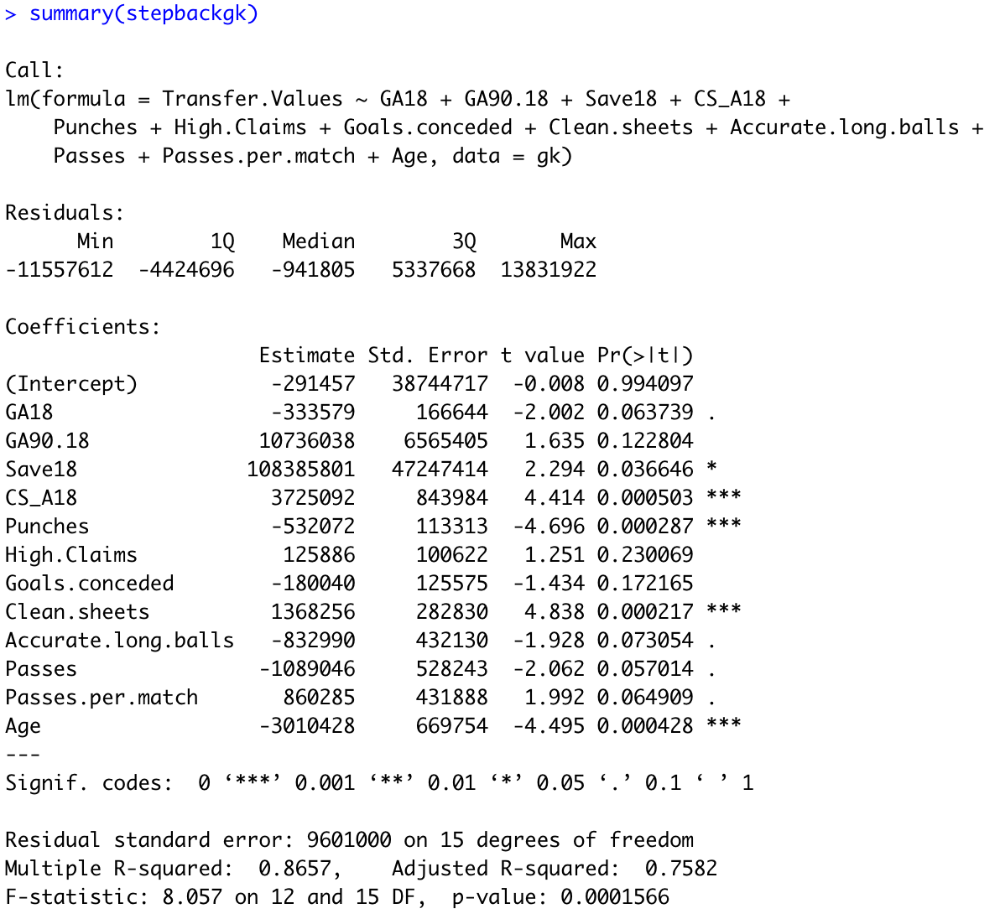 > summary(stepbackgk)

Call:
lm(formula = Transfer.Values ~ GA18 + GA90.18 + Save18 + CS_A18 +
    Punches + High.Claims + Goals.conceded + Clean.sheets + Accurate.long.balls +
    Passes + Passes.per.match + Age, data = gk)

Residuals:
      Min        1Q    Median        3Q       Max
-11557612  -4424696   -941805   5337668  13831922

Coefficients:
                     Estimate Std. Error t value Pr(>|t|)
(Intercept)           -291457   38744717  -0.008 0.994097
GA18                  -333579     166644  -2.002 0.063739 .
GA90.18              10736038    6565405   1.635 0.122804
Save18              108385801   47247414   2.294 0.036646 *
CS_A18                3725092     843984   4.414 0.000503 ***
Punches               -532072     113313  -4.696 0.000287 ***
High.Claims            125886     100622   1.251 0.230069
Goals.conceded        -180040     125575  -1.434 0.172165
Clean.sheets          1368256     282830   4.838 0.000217 ***
Accurate.long.balls   -832990     432130  -1.928 0.073054 .
Passes               -1089046     528243  -2.062 0.057014 .
Passes.per.match       860285     431888   1.992 0.064909 .
Age                  -3010428     669754  -4.495 0.000428 ***
---
Signif. codes:  0 ‘***’ 0.001 ‘**’ 0.01 ‘*’ 0.05 ‘.’ 0.1 ‘ ’ 1

Residual standard error: 9601000 on 15 degrees of freedom
Multiple R-squared:  0.8657,    Adjusted R-squared:  0.7582
F-statistic: 8.057 on 12 and 15 DF,  p-value: 0.0001566